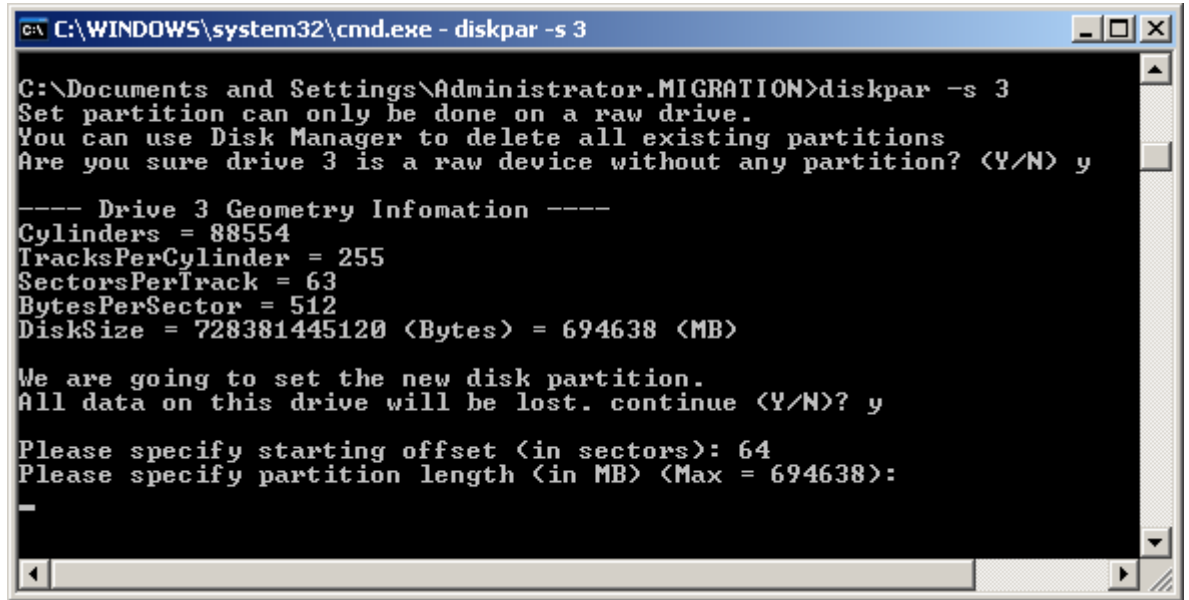 C:\WINDOWS\system32\cmd.exe - diskpar -s 3
C:\Documents and Settings\Administrator.MIGRATION>diskpar -s 3
Set partition can only be done on a raw drive.
You can use Disk Manager to delete all existing partitions
Are you sure drive 3 is a raw device without any partition? (Y/N) y
---- Drive 3 Geometry Infomation ----
Cylinders = 88554
TracksPerCylinder = 255
SectorsPerTrack = 63
BytesPerSector = 512
DiskSize = 728381445120 (Bytes) = 694638 (MB)
We are going to set the new disk partition.
All data on this drive will be lost. continue (Y/N)? y
Please specify starting offset (in sectors): 64
Please specify partition length (in MB) (Max = 694638):
_